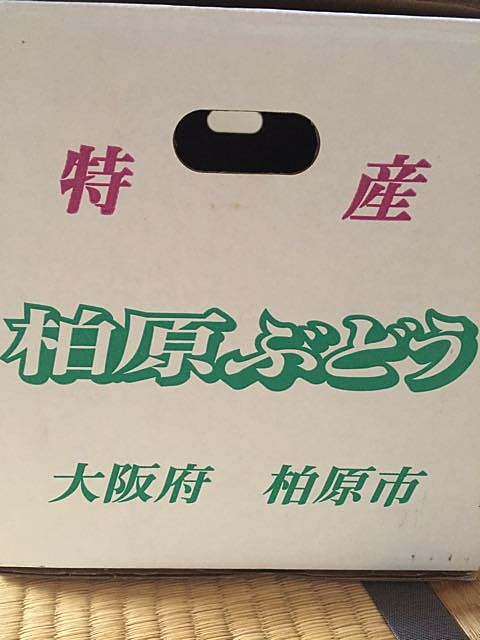 特 産
柏原ぶどう
大阪府 柏原市